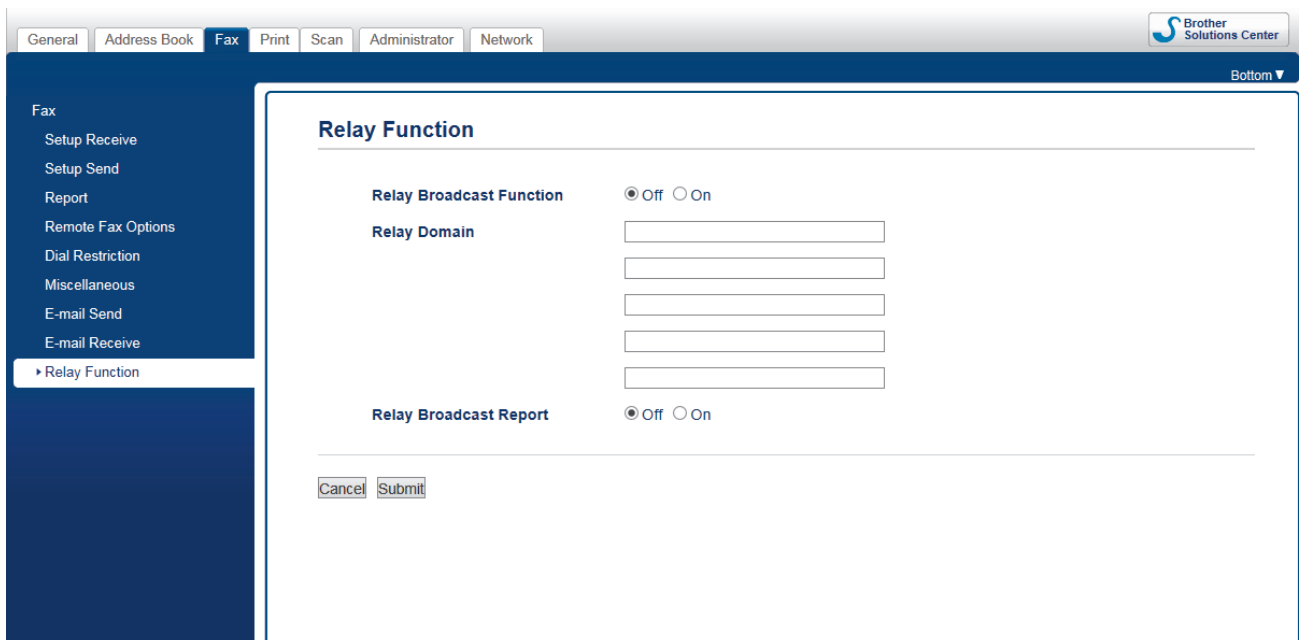 General Address Book Fax Print Scan Administrator Network
Brother
Solutions Center
Bottom▼
Fax
Setup Receive
Setup Send
Report
Remote Fax Options
Dial Restriction
Miscellaneous
E-mail Send
E-mail Receive
Relay Function
Relay Function
Relay Broadcast Function Off On
Relay Domain
Relay Broadcast Report Off On
Cancel Submit